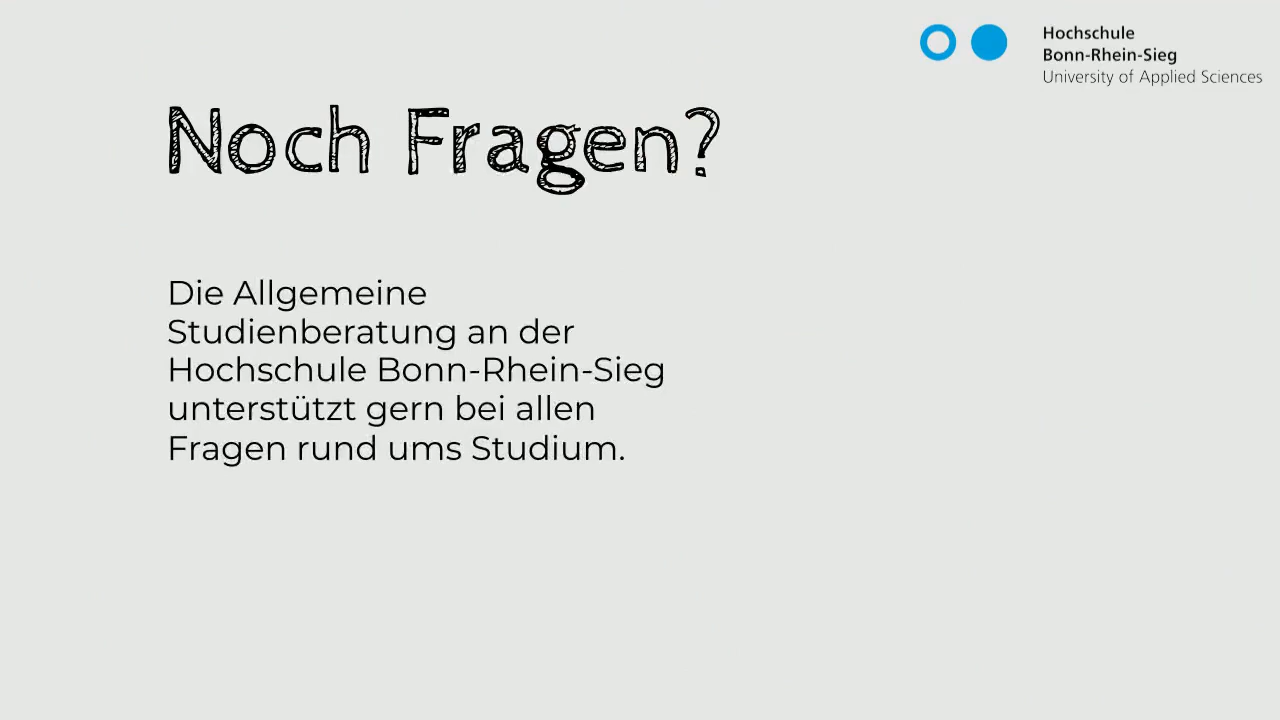 Hochschule
Bonn-Rhein-Sieg
University of Applied Sciences
Noch Fragen?
Die Allgemeine
Studienberatung an der
Hochschule Bonn-Rhein-Sieg
unterstützt gern bei allen
Fragen rund ums Studium.